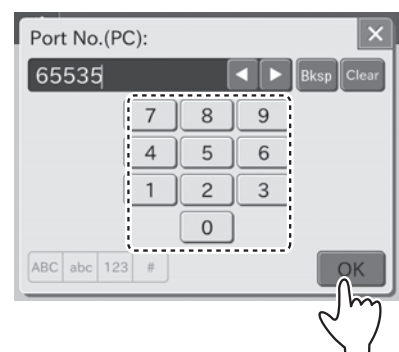 Port No.(PC):
65535 Bksp Clear
7 8 9
4 5 6
1 2 3
0
ABC abc 123 # OK